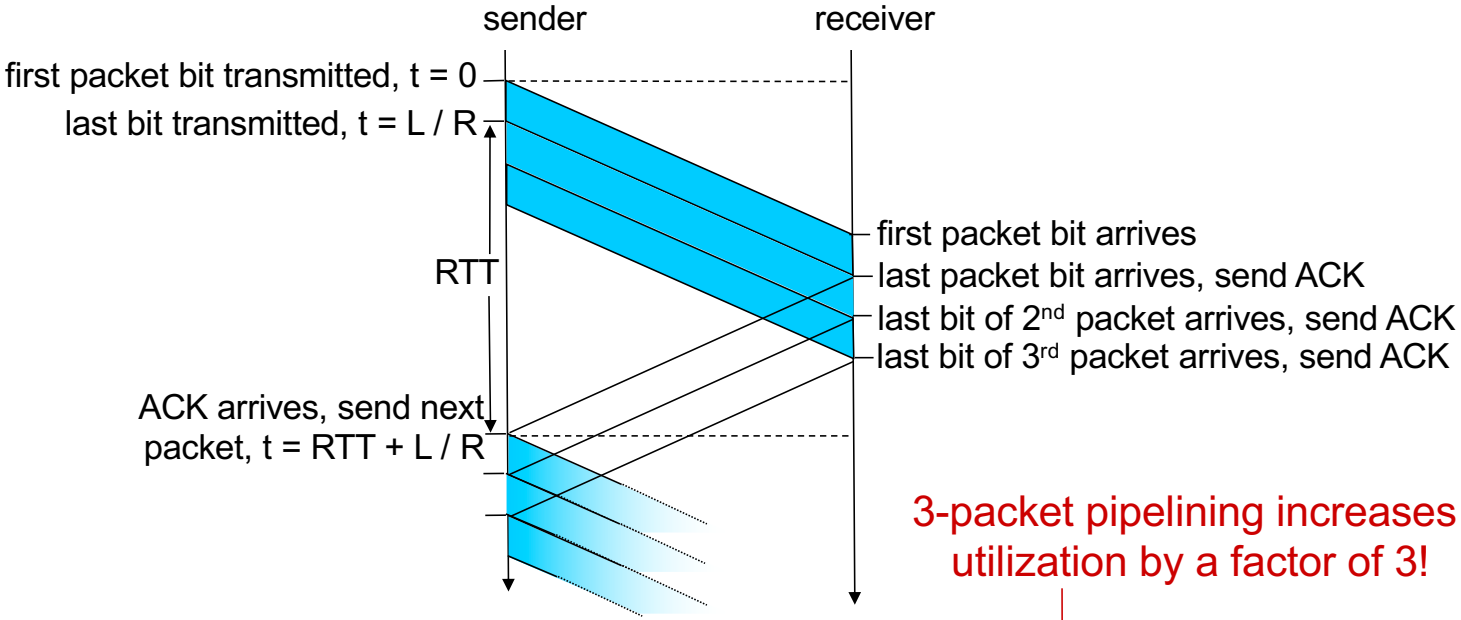 sender
receiver
first packet bit transmitted, t = 0
last bit transmitted, t = L / R
first packet bit arrives
RTT
last packet bit arrives, send ACK
last bit of 2nd packet arrives, send ACK
last bit of 3rd packet arrives, send ACK
ACK arrives, send next
packet, t = RTT + L / R
3-packet pipelining increases
utilization by a factor of 3!